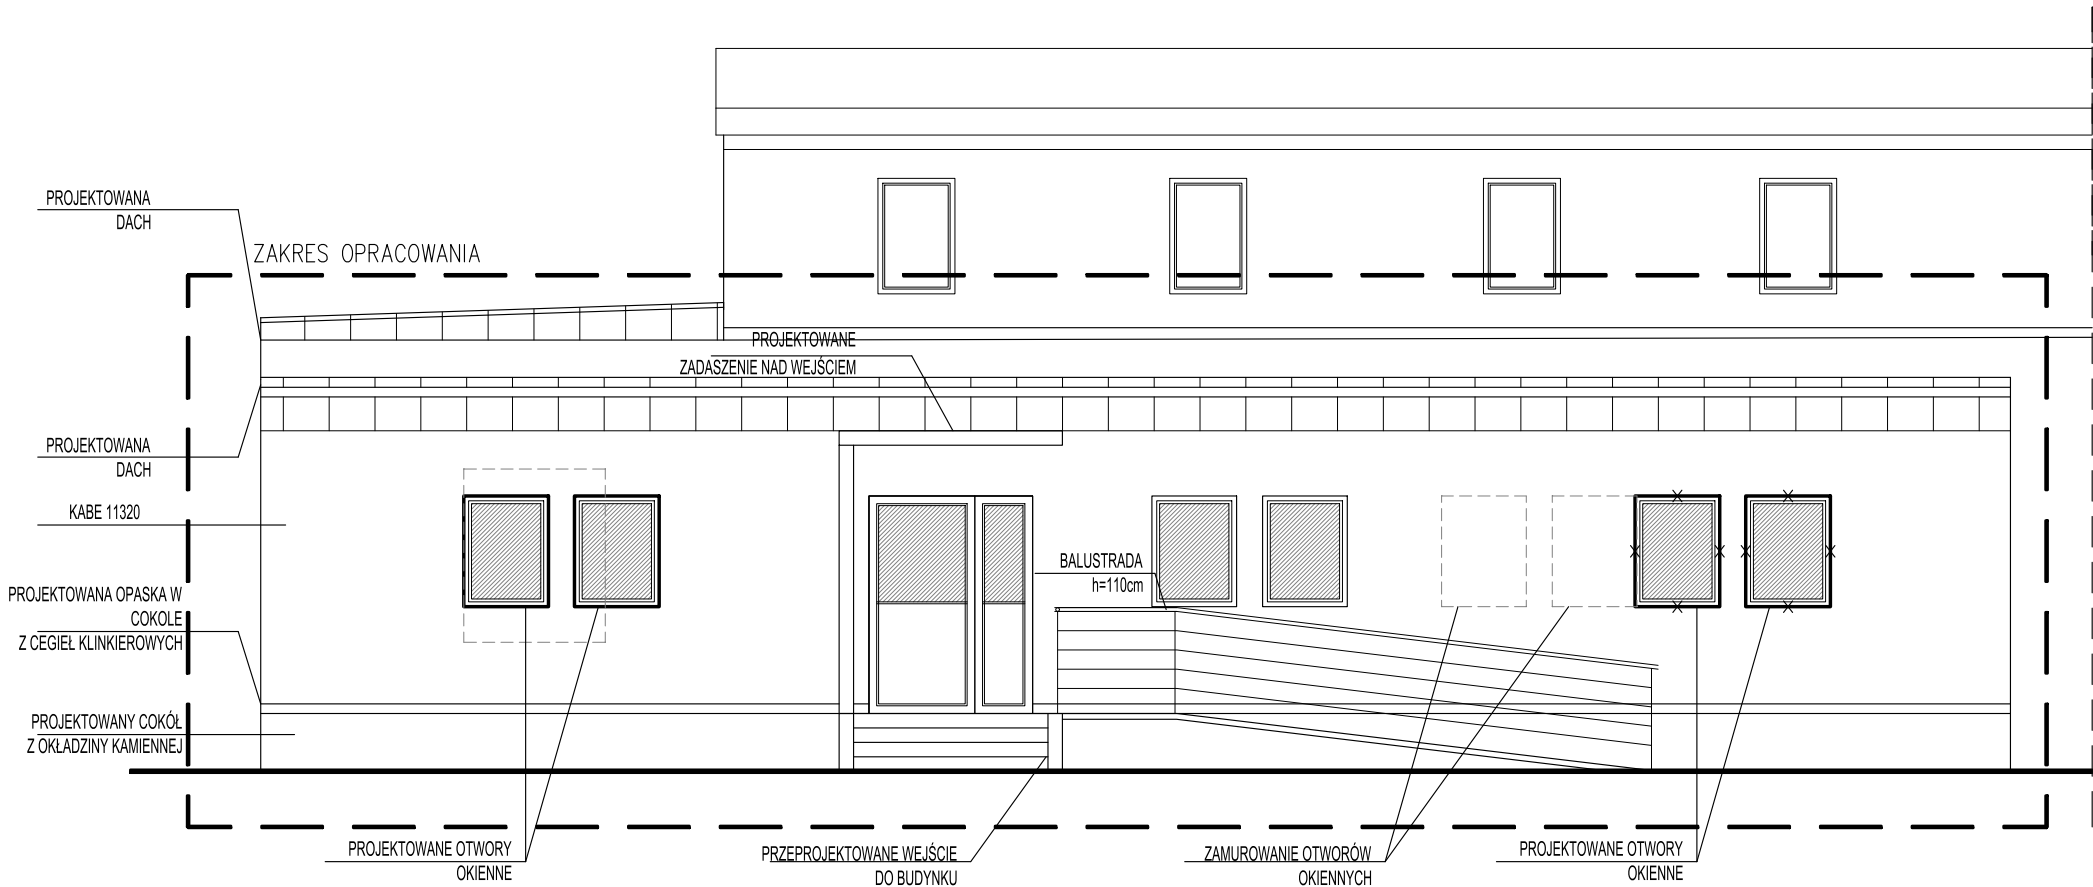 PROJEKTOWANA
DACH
ZAKRES OPRACOWANIA
PROJEKTOWANE
ZADASZENIE NAD WEJŚCIEM
PROJEKTOWANA
DACH
KABE 11320
BALUSTRADA
h=110cm
PROJEKTOWANA OPASKA W
COKOLE
Z CEGIEŁ KLINKIEROWYCH
PROJEKTOWANY COKÓŁ
Z OKŁADZINY KAMIENNEJ
PROJEKTOWANE OTWORY
OKIENNE
PRZEPROJEKTOWANE WEJŚCIE
DO BUDYNKU
ZAMUROWANIE OTWORÓW
OKIENNYCH
PROJEKTOWANE OTWORY
OKIENNE